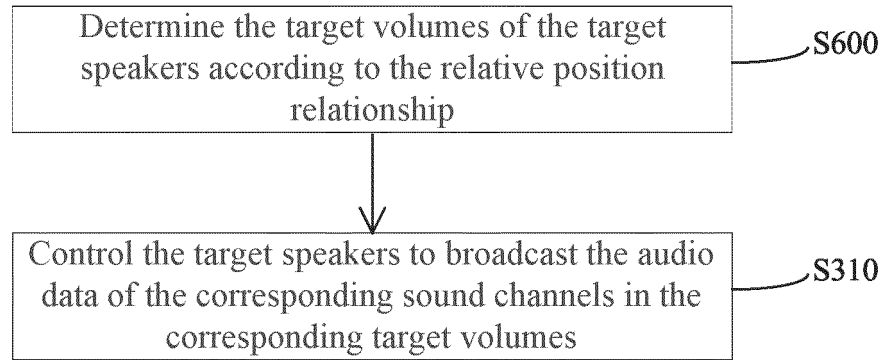 Determine the target volumes of the target
speakers according to the relative position
relationship
S600
Control the target speakers to broadcast the audio
data of the corresponding sound channels in the
corresponding target volumes
S310